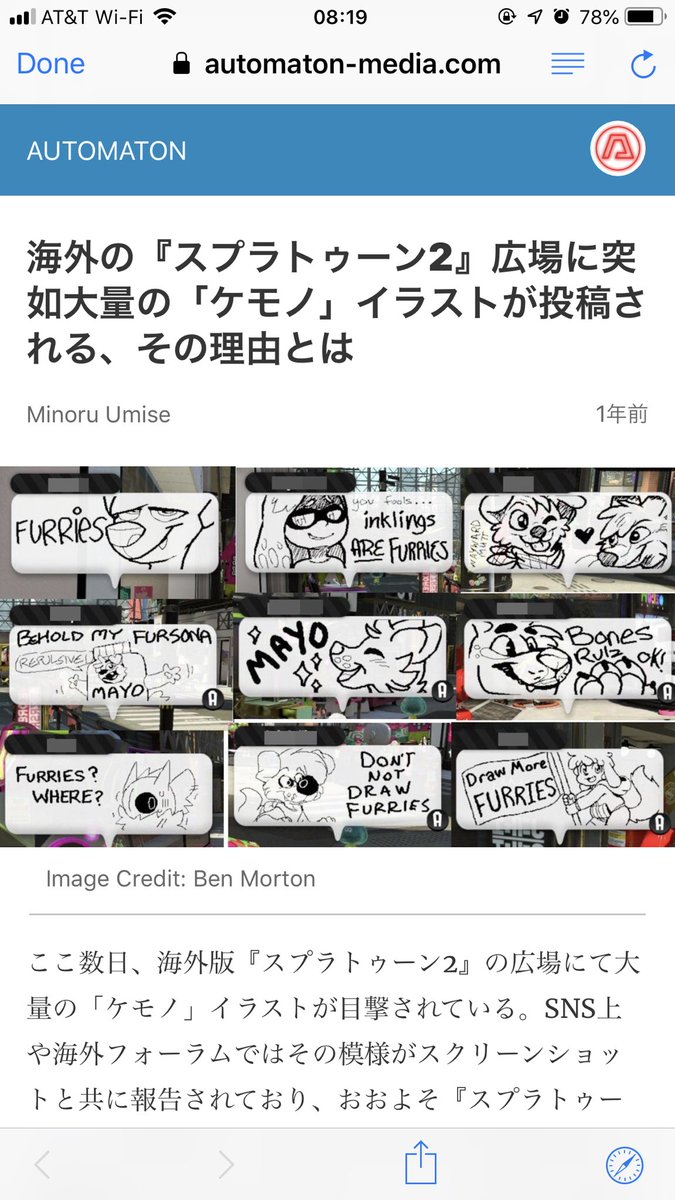 AT&T Wi-Fi 08:19 78%
Done automaton-media.com
AUTOMATON
海外の『スプラトゥーン2』広場に突
如大量の「ケモノ」イラストが投稿さ
れる、その理由とは
Minoru Umise 1年前
FURRIES
you fools...
inklings
ARE FURRIES
WAYWARD
MUTT
BEHOLD MY FURSONA
(REPULSIVE)
MAYO
MAYO
Bones
Rulz OK!
FURRIES?
WHERE?
DON'T
NOT
DRAW
FURRIES
Draw More
FURRIES
Image Credit: Ben Morton
ここ数日、海外版『スプラトゥーン2』の広場にて大
量の「ケモノ」イラストが目撃されている。SNS上
や海外フォーラムではその模様がスクリーンショッ
トと共に報告されており、おおよそ『スプラトゥー